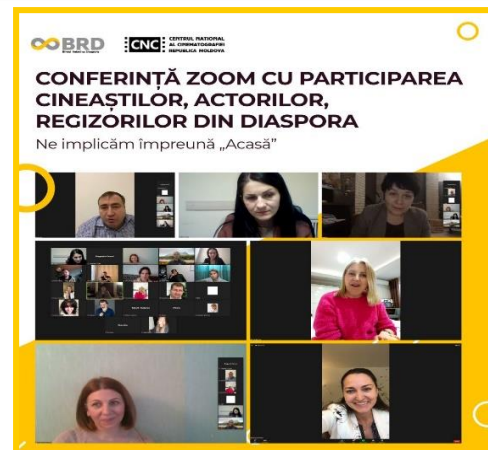 BRD
CNC
CENTRUL NAȚIONAL
AL CINEMATOGRAFIEI
REPUBLICA MOLDOVA
CONFERINȚĂ ZOOM CU PARTICIPAREA
CINEAȘTILOR, ACTORILOR,
REGIZORILOR DIN DIASPORA
Ne implicăm împreună „Acasă”